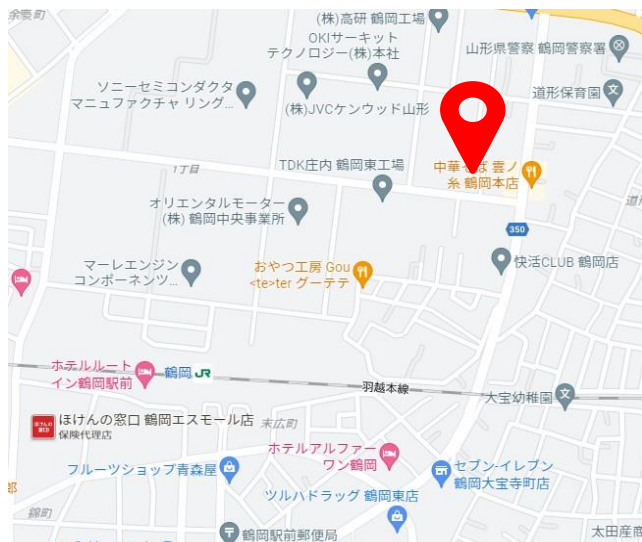 余慶町
(株)高研 鶴岡工場
OKIサーキット
テクノロジー(株)本社
山形県警察 鶴岡警察署
ソニーセミコンダクタ
マニュファクチャリング...
(株)JVCケンウッド山形
道形保育園
1丁目
TDK庄内 鶴岡東工場
中華そば 雲ノ
糸 鶴岡本店
道形
オリエンタルモーター
(株) 鶴岡中央事業所
350
マーレエンジン
コンポーネンツ...
おやつ工房 Gou
<te>ter グーテテ
快活CLUB 鶴岡店
ホテルルート
イン鶴岡駅前
鶴岡 JR
羽越本線
大宝幼稚園
ほけんの窓口 鶴岡エスモール店
保険代理店
末広町
ホテルアルファー
ワン鶴岡
フルーツショップ青森屋
セブン-イレブン
鶴岡大宝寺町店
郎
ツルハドラッグ 鶴岡東店
錦町
鶴岡駅前郵便局
太田産商